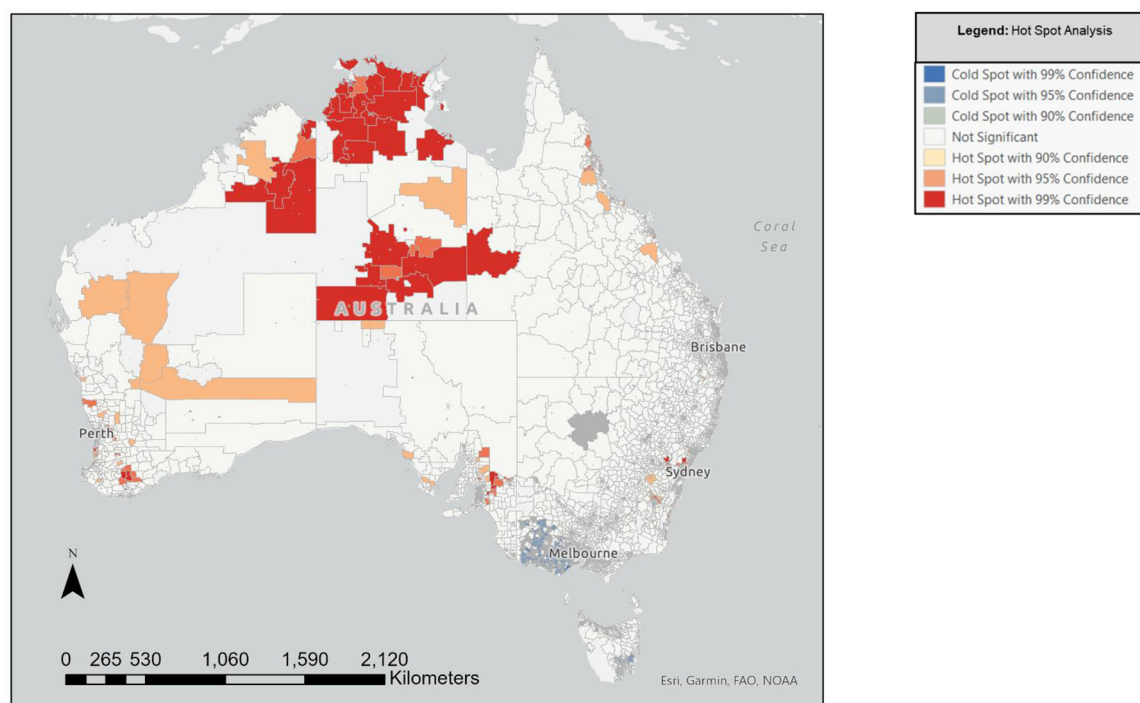 Legend: Hot Spot Analysis
Cold Spot with 99% Confidence
Cold Spot with 95% Confidence
Cold Spot with 90% Confidence
Not Significant
Hot Spot with 90% Confidence
Hot Spot with 95% Confidence
Hot Spot with 99% Confidence
Coral
Sea
AUSTRALIA
Brisbane
Perth
Sydney
Melbourne
N
0 265 530 1,060 1,590 2,120
Kilometers
Esri, Garmin, FAO, NOAA